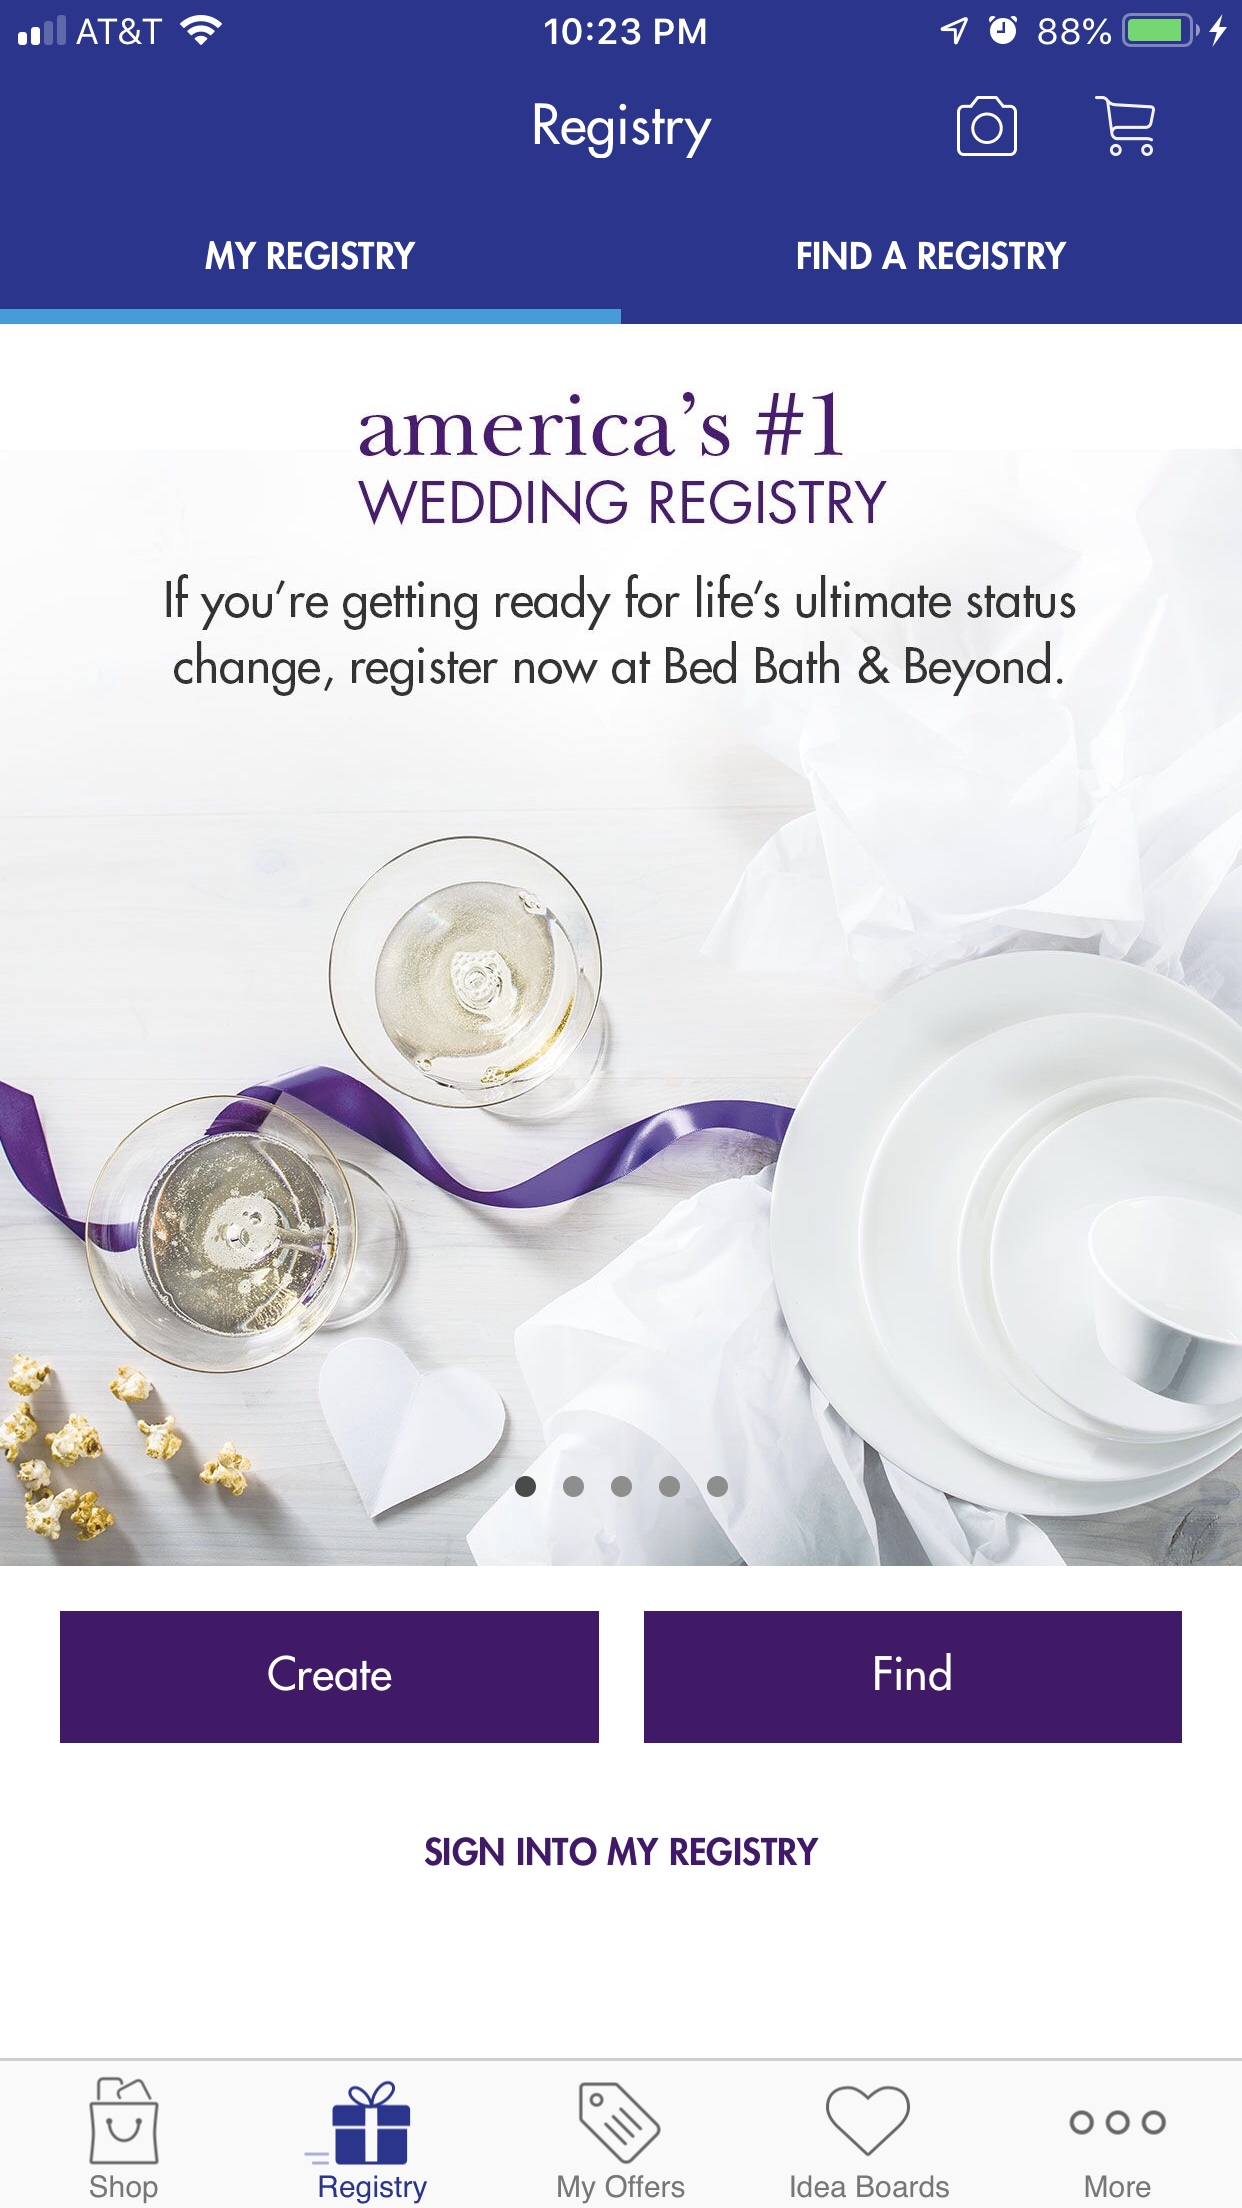 AT&T 10:23 PM 88%
Registry
MY REGISTRY FIND A REGISTRY
america's #1
WEDDING REGISTRY
If you're getting ready for life's ultimate status
change, register now at Bed Bath & Beyond.
Create Find
SIGN INTO MY REGISTRY
Shop Registry My Offers Idea Boards More